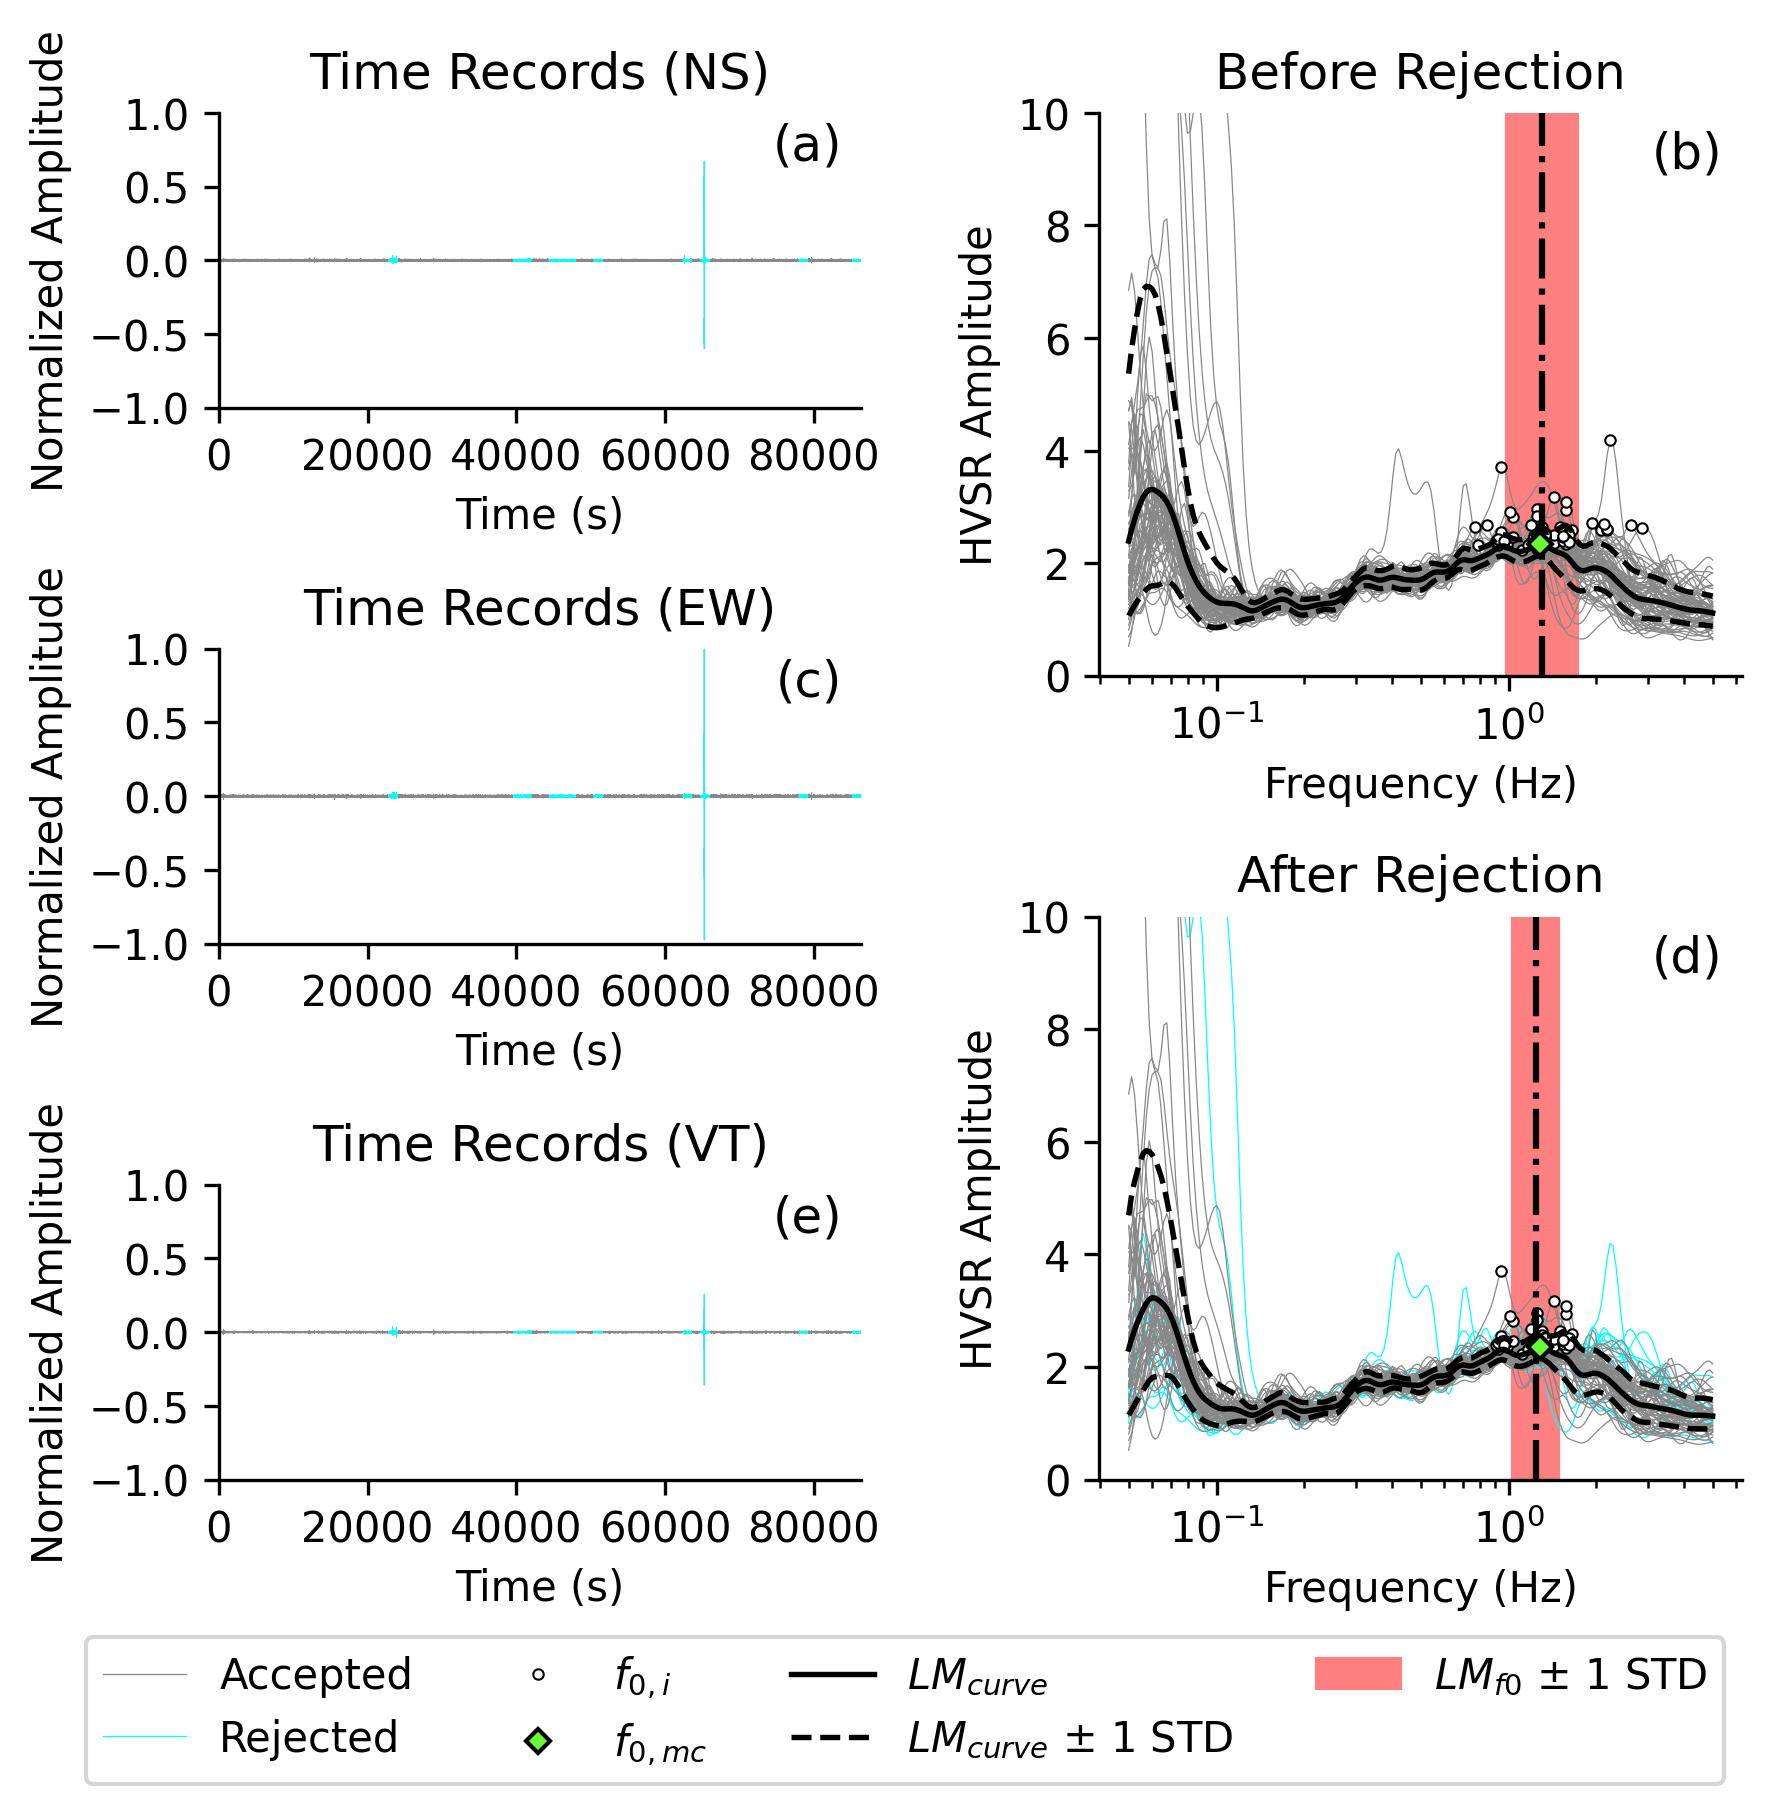 Time Records (NS)
Normalized Amplitude
1.0
0.5
0.0
−0.5
−1.0
(a)
0 20000 40000 60000 80000
Time (s)
Before Rejection
HVSR Amplitude
10
8
6
4
2
0
(b)
10⁻¹ 10⁰
Frequency (Hz)
Time Records (EW)
Normalized Amplitude
1.0
0.5
0.0
−0.5
−1.0
(c)
0 20000 40000 60000 80000
Time (s)
After Rejection
HVSR Amplitude
10
8
6
4
2
0
(d)
10⁻¹ 10⁰
Frequency (Hz)
Time Records (VT)
Normalized Amplitude
1.0
0.5
0.0
−0.5
−1.0
(e)
0 20000 40000 60000 80000
Time (s)
Accepted
Rejected
f0,i
f0,mc
LMcurve
LMcurve ± 1 STD
LMf0 ± 1 STD